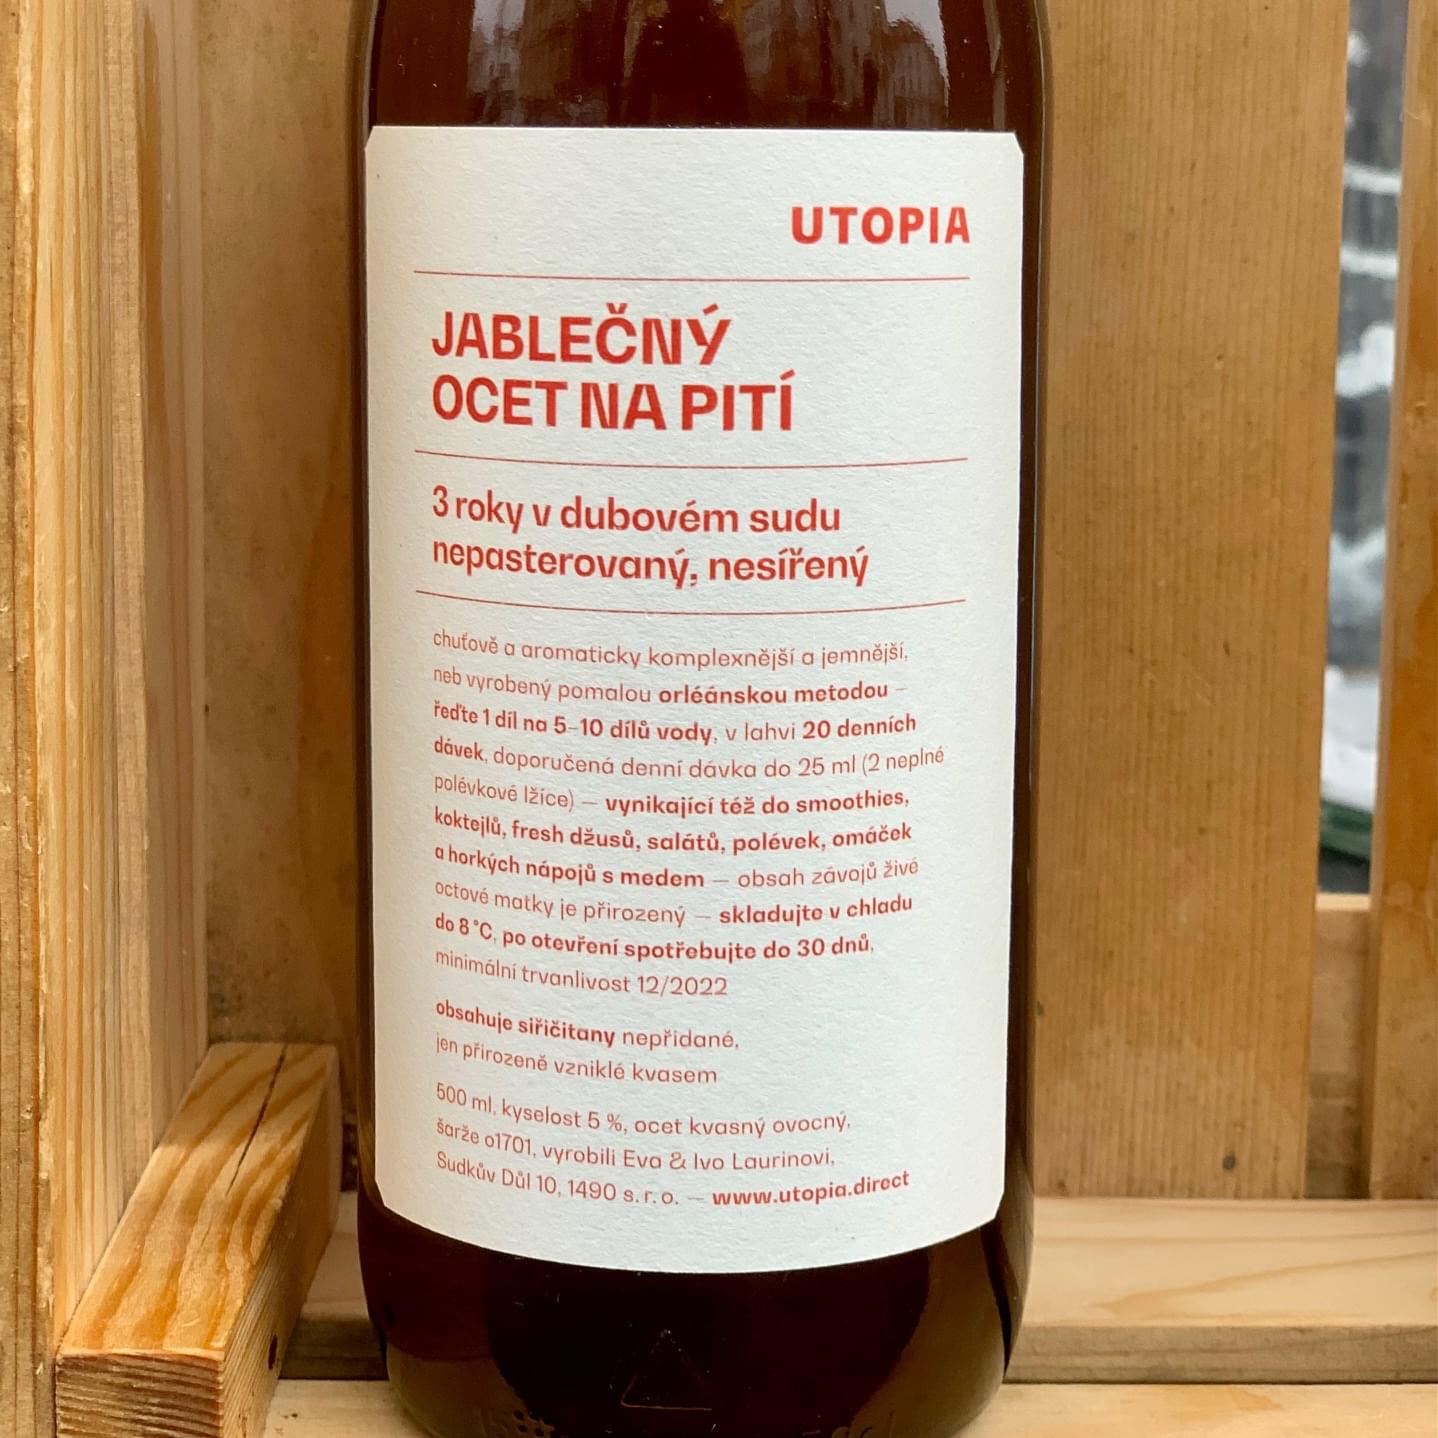 UTOPIA
JABLEČNÝ
OCET NA PITÍ
3 roky v dubovém sudu
nepasterovaný, nesířený
chuťově a aromaticky komplexnější a jemnější,
neb vyrobený pomalou orléánskou metodou –
řeďte 1 díl na 5–10 dílů vody, v lahvi 20 denních
dávek, doporučená denní dávka do 25 ml (2 neplné
polévkové lžíce) — vynikající též do smoothies,
koktejlů, fresh džusů, salátů, polévek, omáček
a horkých nápojů s medem — obsah závojů živé
octové matky je přirozený — skladujte v chladu
do 8 °C, po otevření spotřebujte do 30 dnů,
minimální trvanlivost 12/2022
obsahuje siřičitany nepřidané,
jen přirozeně vzniklé kvasem
500 ml, kyselost 5 %, ocet kvasný ovocný,
šarže o1701, vyrobili Eva & Ivo Laurinovi,
Sudkův Důl 10, 1490 s. r. o. — www.utopia.direct